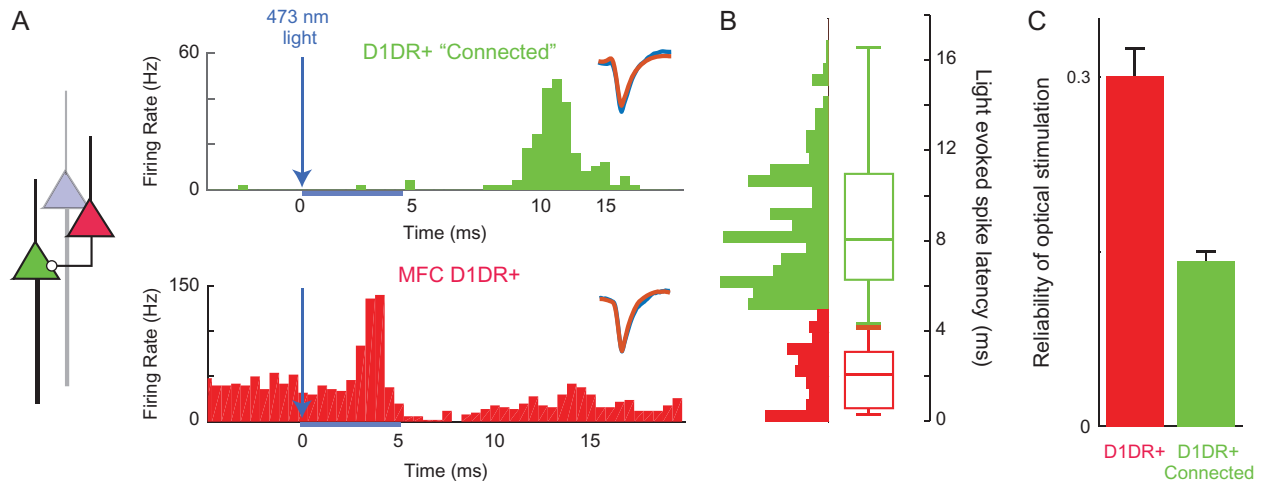 A
473 nm
light
D1DR+ “Connected”
Firing Rate (Hz)
60
0
0
5
10
15
Time (ms)
MFC D1DR+
Firing Rate (Hz)
150
0
0
5
10
15
Time (ms)
B
16
12
8
4
0
Light evoked spike latency (ms)
C
Reliability of optical stimulation
0.3
0
D1DR+
D1DR+
Connected